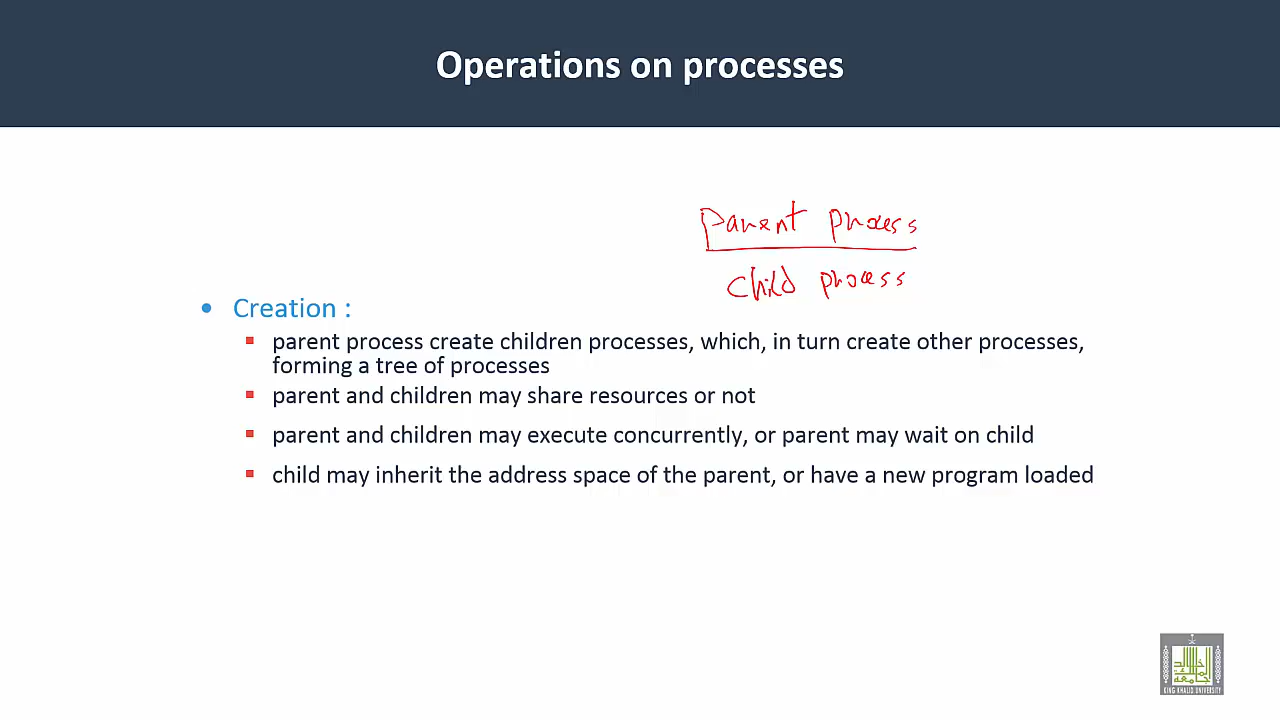 Operations on processes
parent process
child process
• Creation :
▪ parent process create children processes, which, in turn create other processes,
forming a tree of processes
▪ parent and children may share resources or not
▪ parent and children may execute concurrently, or parent may wait on child
▪ child may inherit the address space of the parent, or have a new program loaded
KING KHALID UNIVERSITY